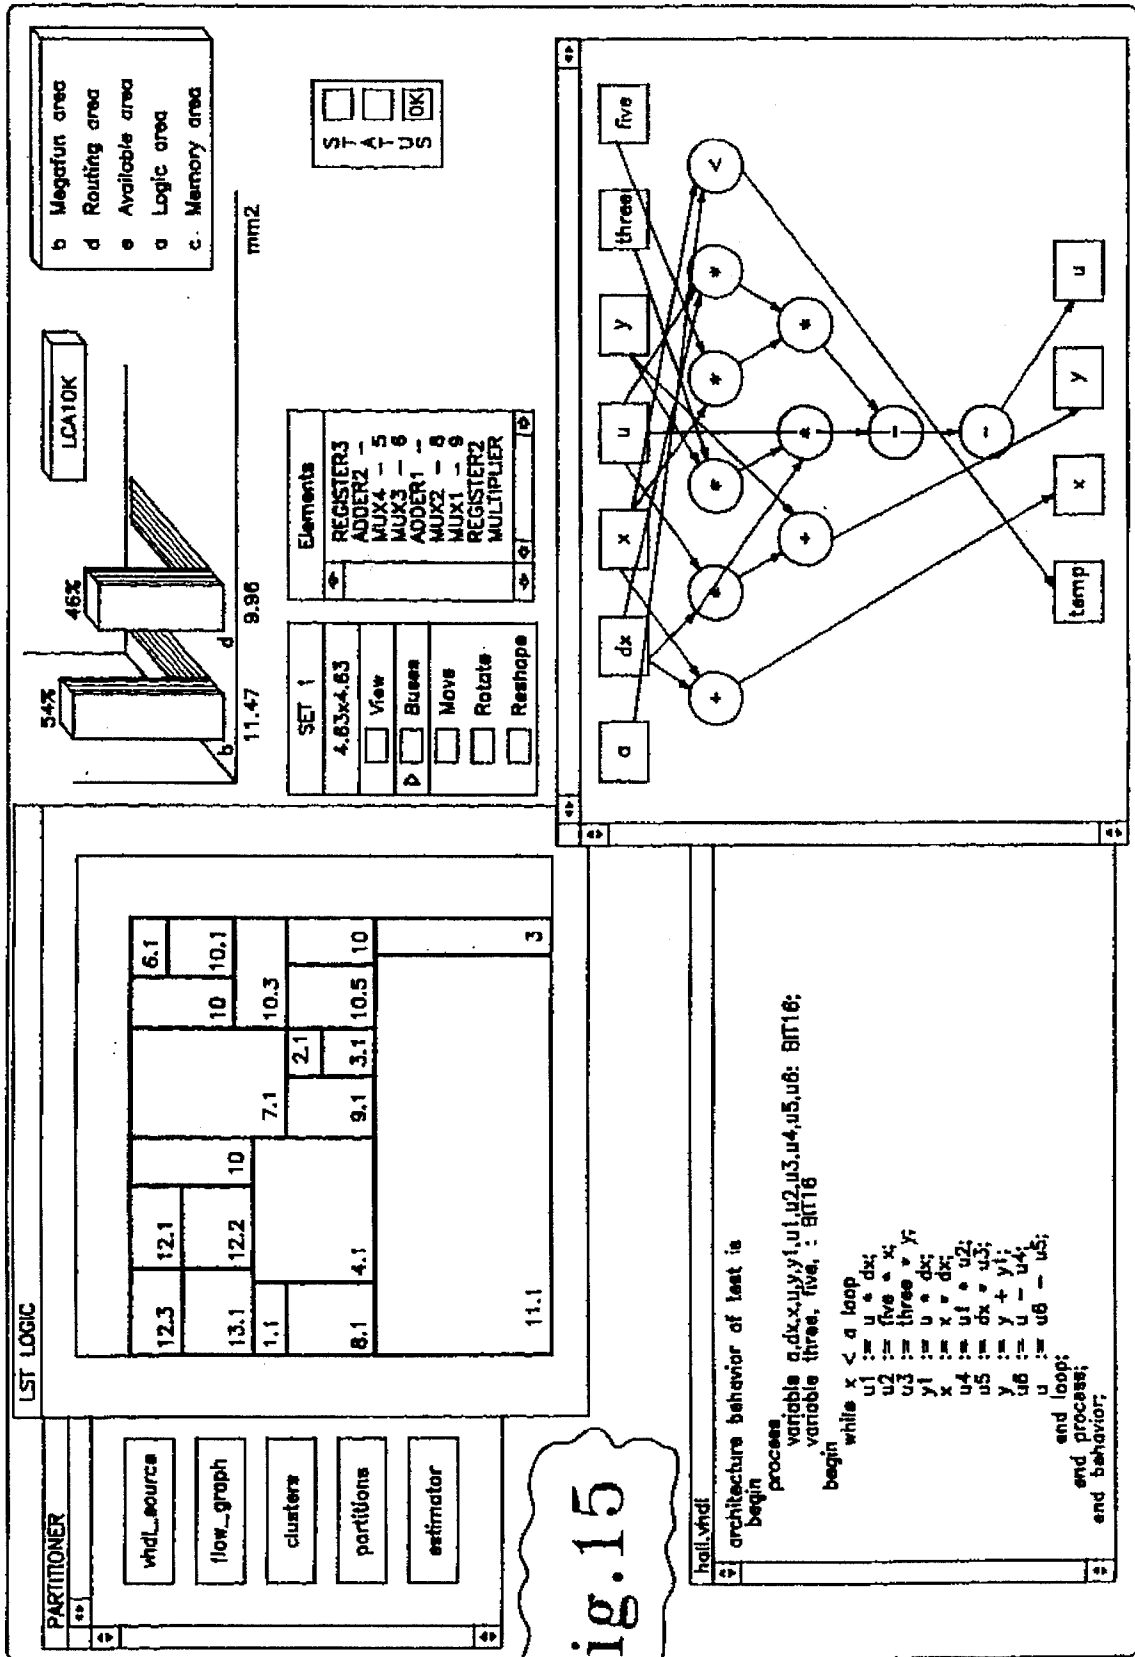 PARTITIONER
vhdl_source
flow_graph
clusters
partitions
estimator
LST LOGIC
12.3
12.1
10
7.1
10
6.1
10.1
13.1
12.2
10.3
1.1
4.1
2.1
10.5
10
8.1
9.1
3.1
11.1
3
54%
46%
b
d
11.47
9.96
mm2
LCA10K
b Megafun area
d Routing area
e Available area
a Logic area
c. Memory area
SET 1
4.63x4.63
View
Buses
Move
Rotate
Reshape
Elements
REGISTER3
ADDER2 --
MUX4 -- 5
MUX3 -- 6
ADDER1 --
MUX2 -- 8
MUX1 -- 9
REGISTER2
MULTIPLIER
STATUS
OK
ig.15
hall.vhdl
architecture behavior of test is
begin
process
variable a,dx,x,u,y,y1,u1,u2,u3,u4,u5,u6: BIT16;
variable three, five, : BIT16
begin
while x < a loop
u1 := u * dx;
u2 := five * x;
u3 := three * y;
y1 := u * dx;
x := x + dx;
u4 := u1 * u2;
u5 := dx * u3;
y := y + y1;
u6 := u - u4;
u := u6 - u5;
end loop;
end process;
end behavior;
a
dx
x
u
y
three
five
+
*
*
*
*
<
+
*
*
-
-
temp
x
y
u